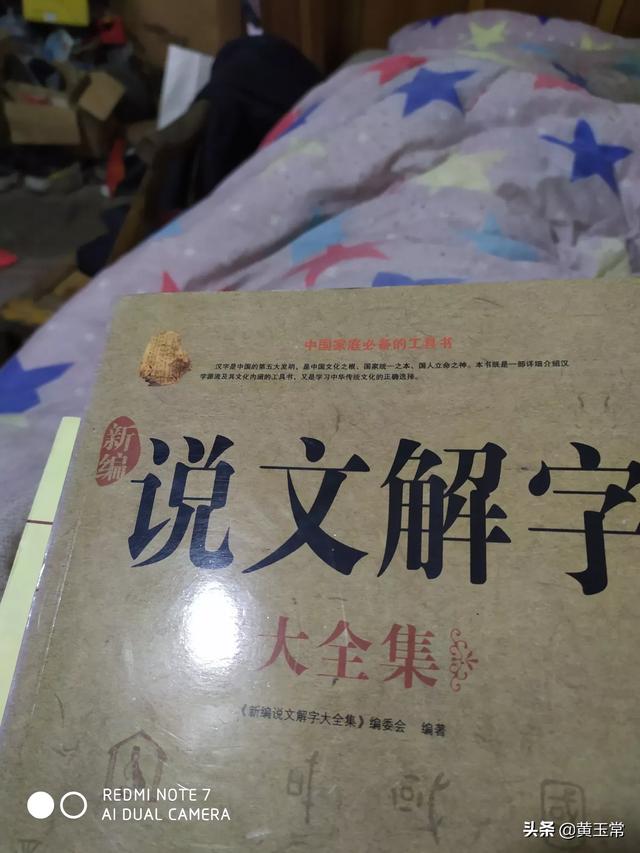 中国家庭必备的工具书
汉字是中国的第五大发明，是中国文化之根、国家统一之本、国人立命之神。本书既是一部详细介绍汉
字源流及其文化内涵的工具书，又是学习中华传统文化的正确选择。
新编
说文解字
大全集
《新编说文解字大全集》编委会 编著
REDMI NOTE 7
AI DUAL CAMERA
头条 @黄玉常